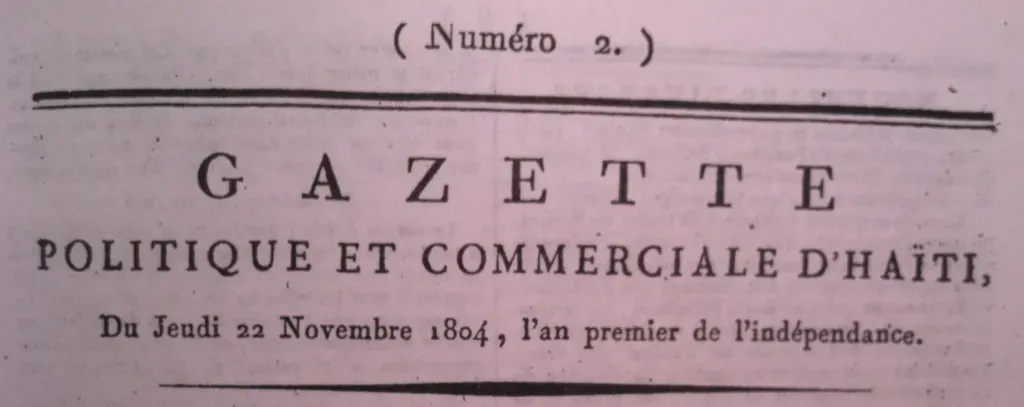 ( Numéro 2. )
GAZETTE
POLITIQUE ET COMMERCIALE D'HAÏTI,
Du Jeudi 22 Novembre 1804, l'an premier de l'indépendance.